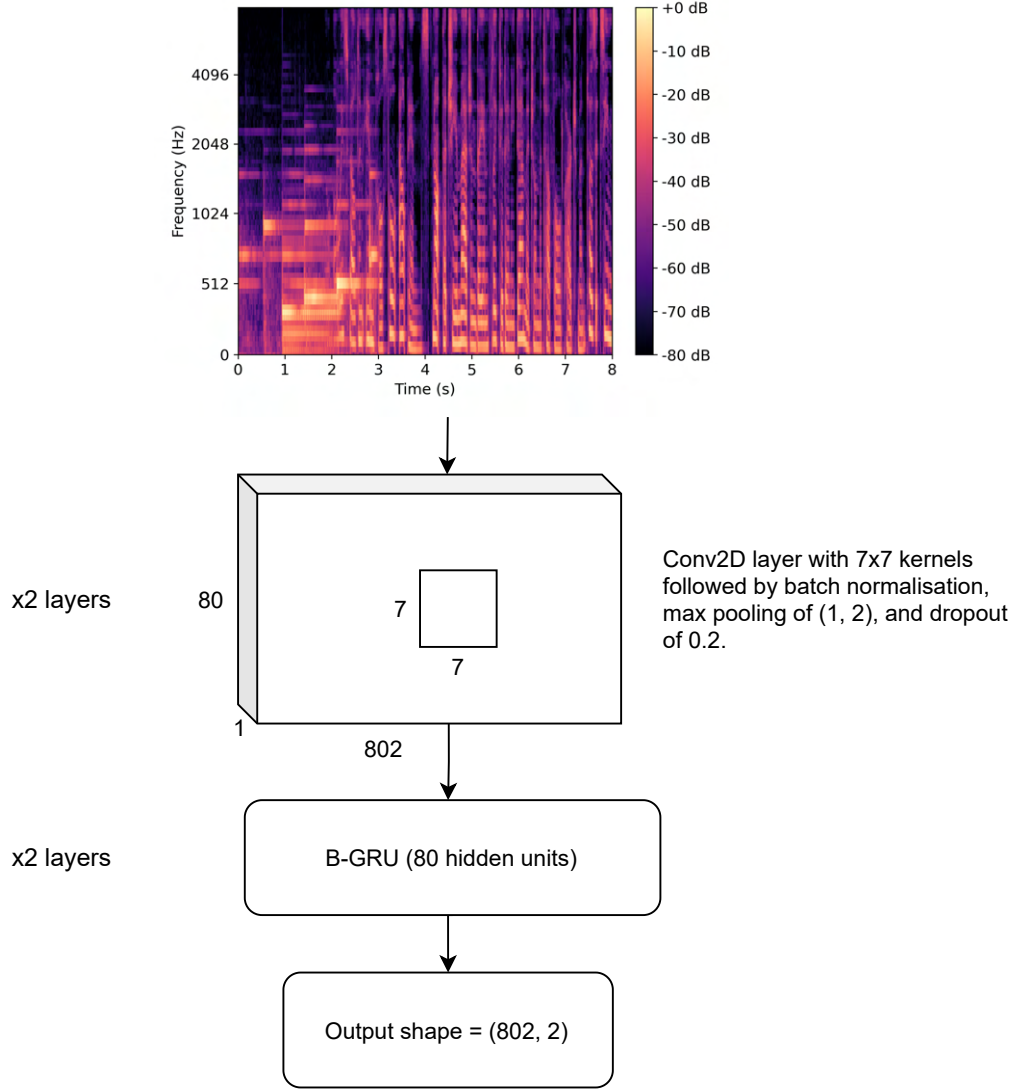 +0 dB
-10 dB
-20 dB
-30 dB
-40 dB
-50 dB
-60 dB
-70 dB
-80 dB
Frequency (Hz)
4096
2048
1024
512
0
0 1 2 3 4 5 6 7 8
Time (s)
x2 layers
80
7
7
1
802
Conv2D layer with 7x7 kernels
followed by batch normalisation,
max pooling of (1, 2), and dropout
of 0.2.
x2 layers
B-GRU (80 hidden units)
Output shape = (802, 2)